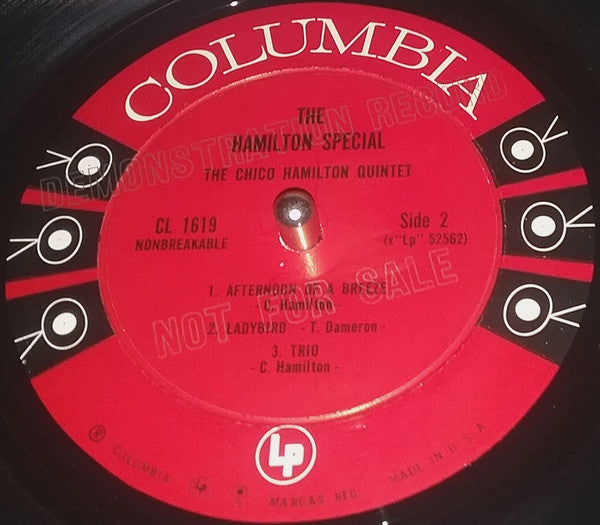 COLUMBIA
DEMONSTRATION RECORD
THE
HAMILTON SPECIAL
THE CHICO HAMILTON QUINTET
CL 1619
NONBREAKABLE
Side 2
(x"Lp" 52562)
1. AFTERNOON OF A BREEZE
- C. Hamilton -
2. LADYBIRD - T. Dameron -
3. TRIO
- C. Hamilton -
NOT FOR SALE
LP
® COLUMBIA LP MARCAS REG. MADE IN U.S.A.